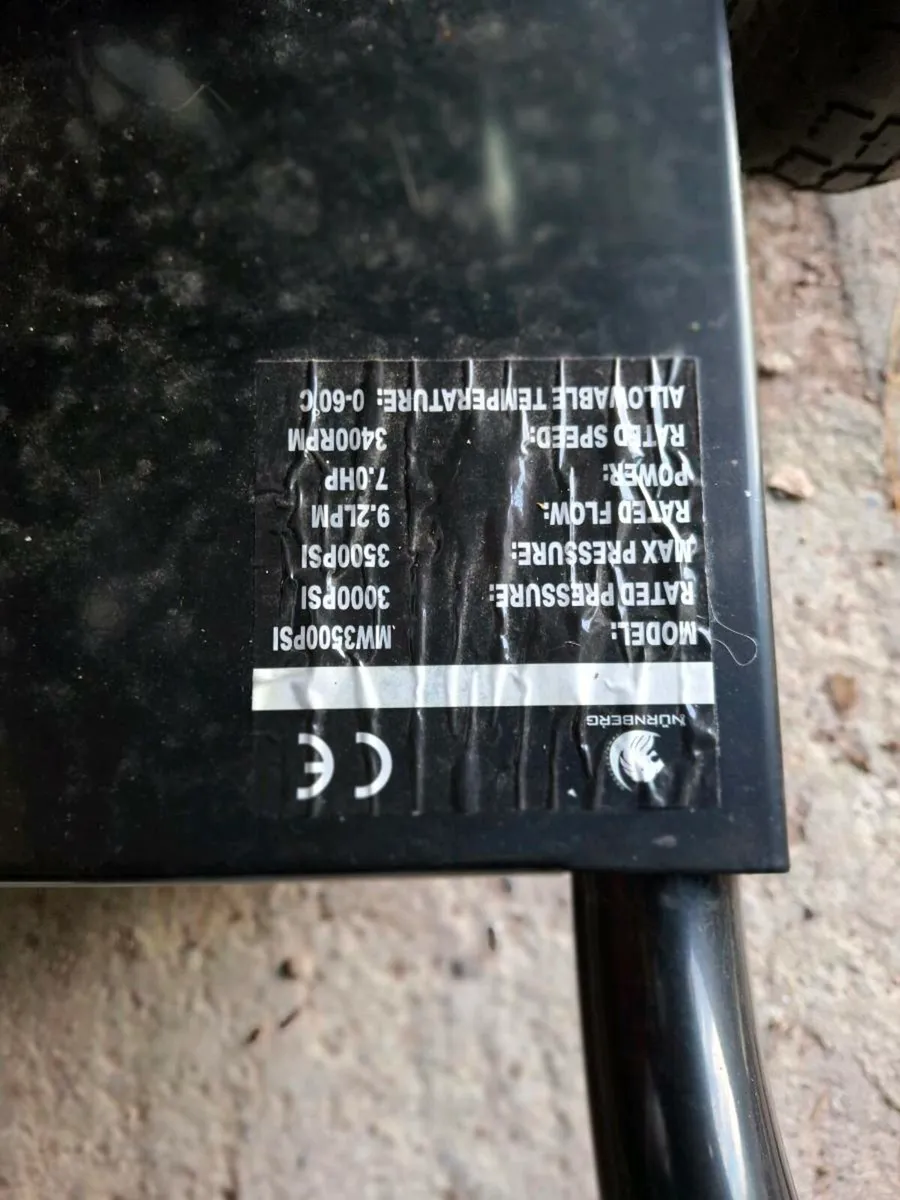 NÜRNBERG
CE
MODEL: MW3500PSI
RATED PRESSURE: 3000PSI
MAX PRESSURE: 3500PSI
RATED FLOW: 9.2LPM
POWER: 7.0HP
RATED SPEED: 3400RPM
ALLOWABLE TEMPERATURE: 0-60°C